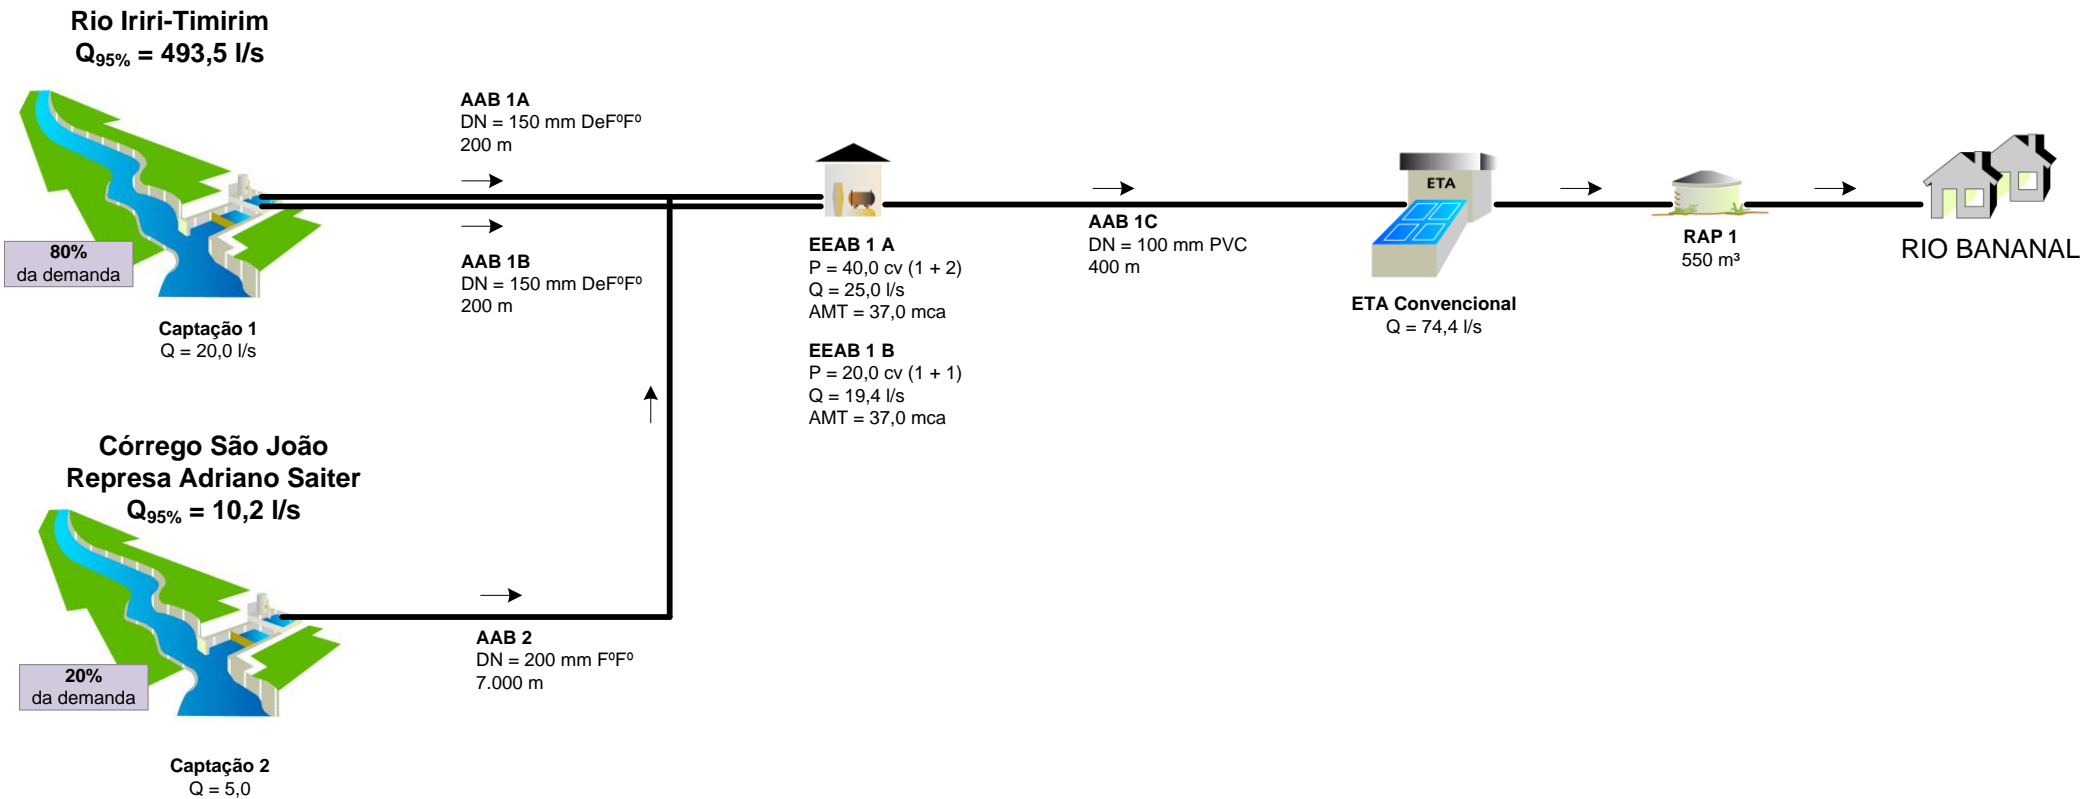 Rio Iriri-Timirim
Q95% = 493,5 l/s
80%
da demanda
Captação 1
Q = 20,0 l/s
AAB 1A
DN = 150 mm DeFºFº
200 m
AAB 1B
DN = 150 mm DeFºFº
200 m
EEAB 1 A
P = 40,0 cv (1 + 2)
Q = 25,0 l/s
AMT = 37,0 mca
EEAB 1 B
P = 20,0 cv (1 + 1)
Q = 19,4 l/s
AMT = 37,0 mca
AAB 1C
DN = 100 mm PVC
400 m
ETA
ETA Convencional
Q = 74,4 l/s
RAP 1
550 m³
RIO BANANAL
Córrego São João
Represa Adriano Saiter
Q95% = 10,2 l/s
20%
da demanda
Captação 2
Q = 5,0
AAB 2
DN = 200 mm FºFº
7.000 m